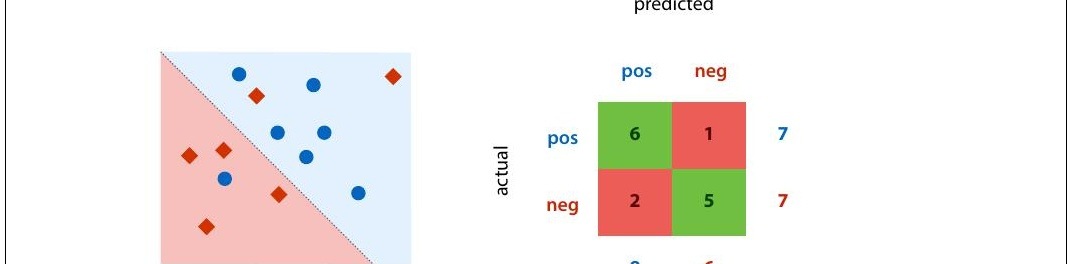 predicted
pos neg
pos 6 1 7
actual
neg 2 5 7